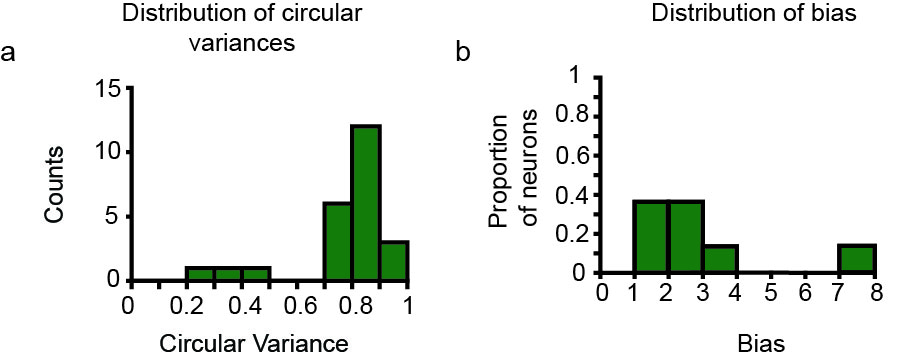 Distribution of circular
variances
a
15
10
5
0
Counts
0 0.2 0.4 0.6 0.8 1
Circular Variance
Distribution of bias
b
1
0.8
0.6
0.4
0.2
0
Proportion
of neurons
0 1 2 3 4 5 6 7 8
Bias